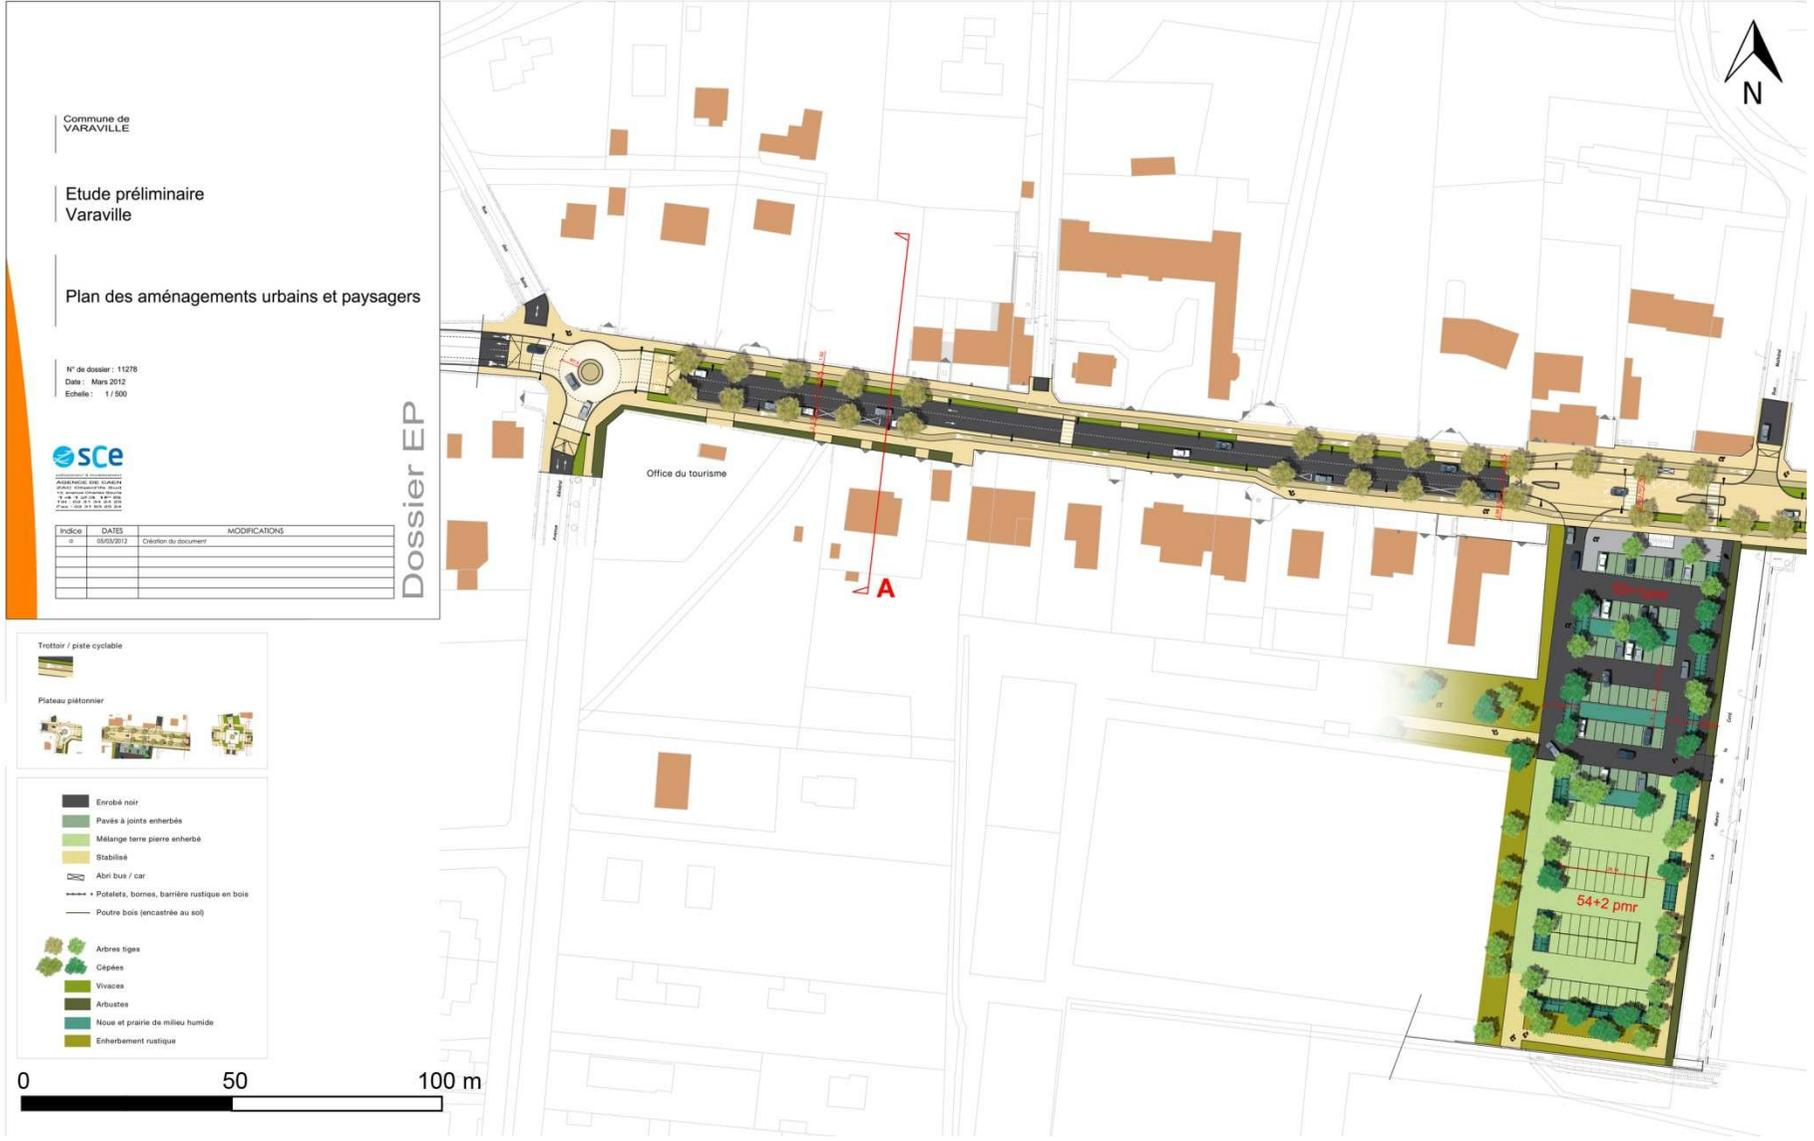 Commune de
VARAVILLE
Etude préliminaire
Varaville
Plan des aménagements urbains et paysagers
N° de dossier : 11278
Date : Mars 2012
Echelle : 1 / 500
sce
AGENCE DE CAEN
Dossier EP
Indice DATES MODIFICATIONS
a 05/03/2012 Création du document
Trottoir / piste cyclable
Plateau piétonnier
Enrobé noir
Pavés à joints enherbés
Mélange terre pierre enherbé
Stabilisé
Abri bus / car
Potelets, bornes, barrière rustique en bois
Poutre bois (encastrée au sol)
Arbres tiges
Cépées
Vivaces
Arbustes
Noue et prairie de milieu humide
Enherbement rustique
0 50 100 m
N
Office du tourisme
A
54+2 pmr